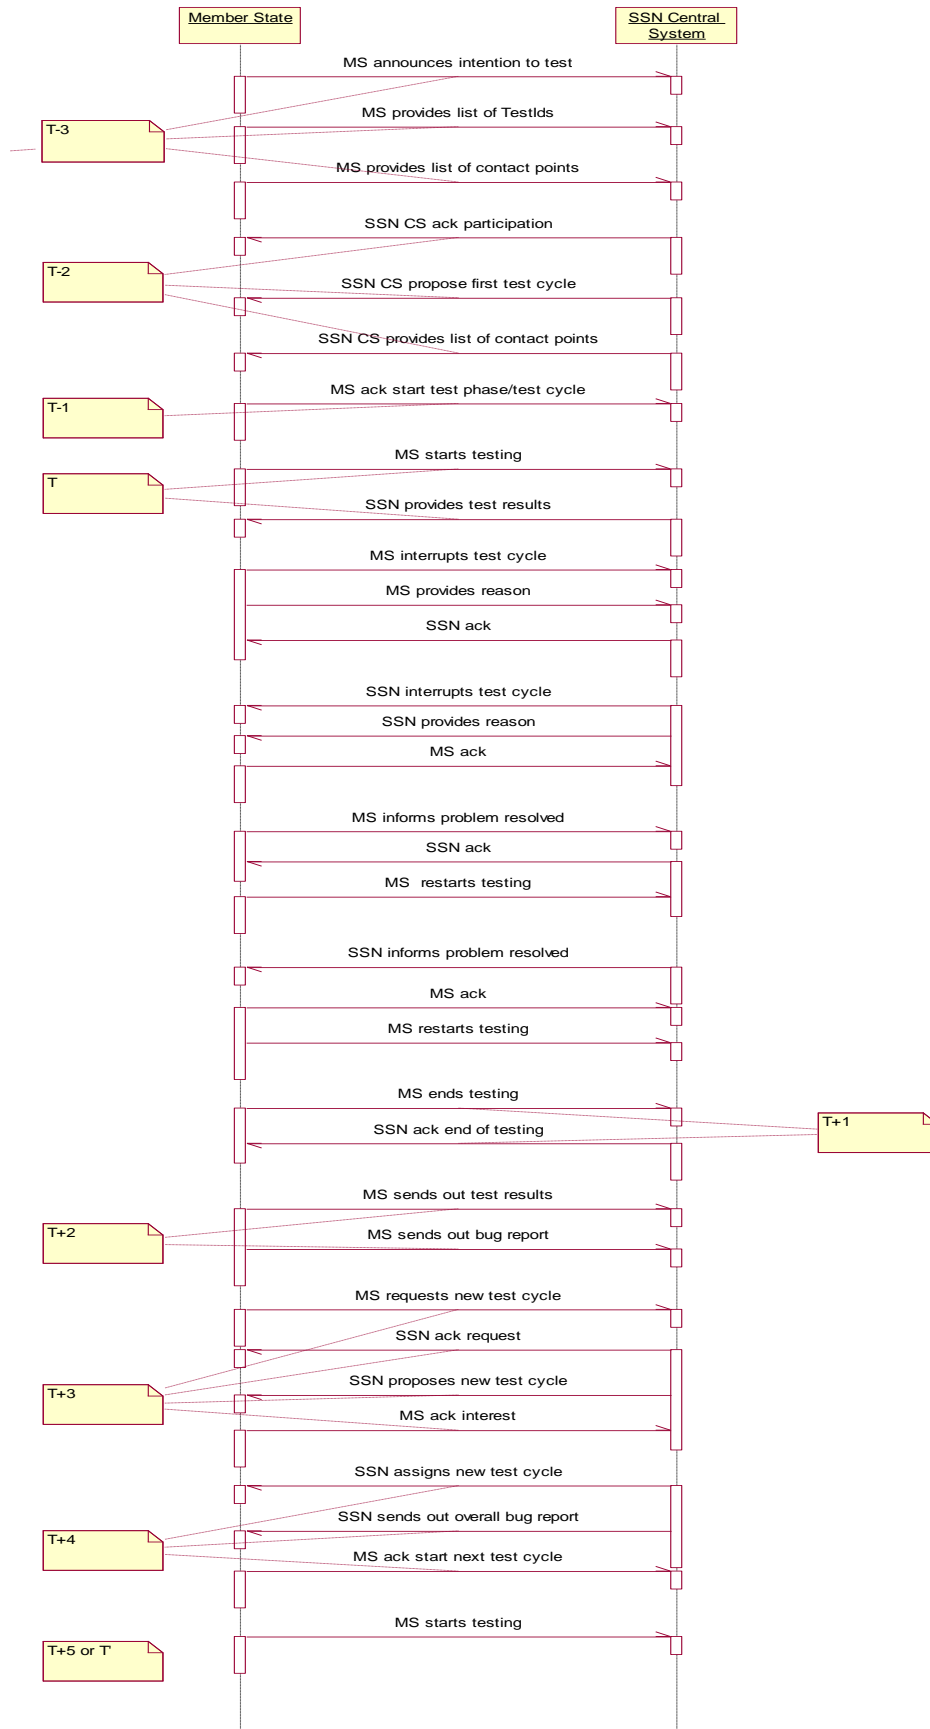 Member State
SSN Central
System
MS announces intention to test
MS provides list of TestIds
T-3
MS provides list of contact points
SSN CS ack participation
T-2
SSN CS propose first test cycle
SSN CS provides list of contact points
MS ack start test phase/test cycle
T-1
MS starts testing
T
SSN provides test results
MS interrupts test cycle
MS provides reason
SSN ack
SSN interrupts test cycle
SSN provides reason
MS ack
MS informs problem resolved
SSN ack
MS  restarts testing
SSN informs problem resolved
MS ack
MS restarts testing
MS ends testing
T+1
SSN ack end of testing
MS sends out test results
T+2
MS sends out bug report
MS requests new test cycle
SSN ack request
SSN proposes new test cycle
T+3
MS ack interest
SSN assigns new test cycle
SSN sends out overall bug report
T+4
MS ack start next test cycle
MS starts testing
T+5 or T'